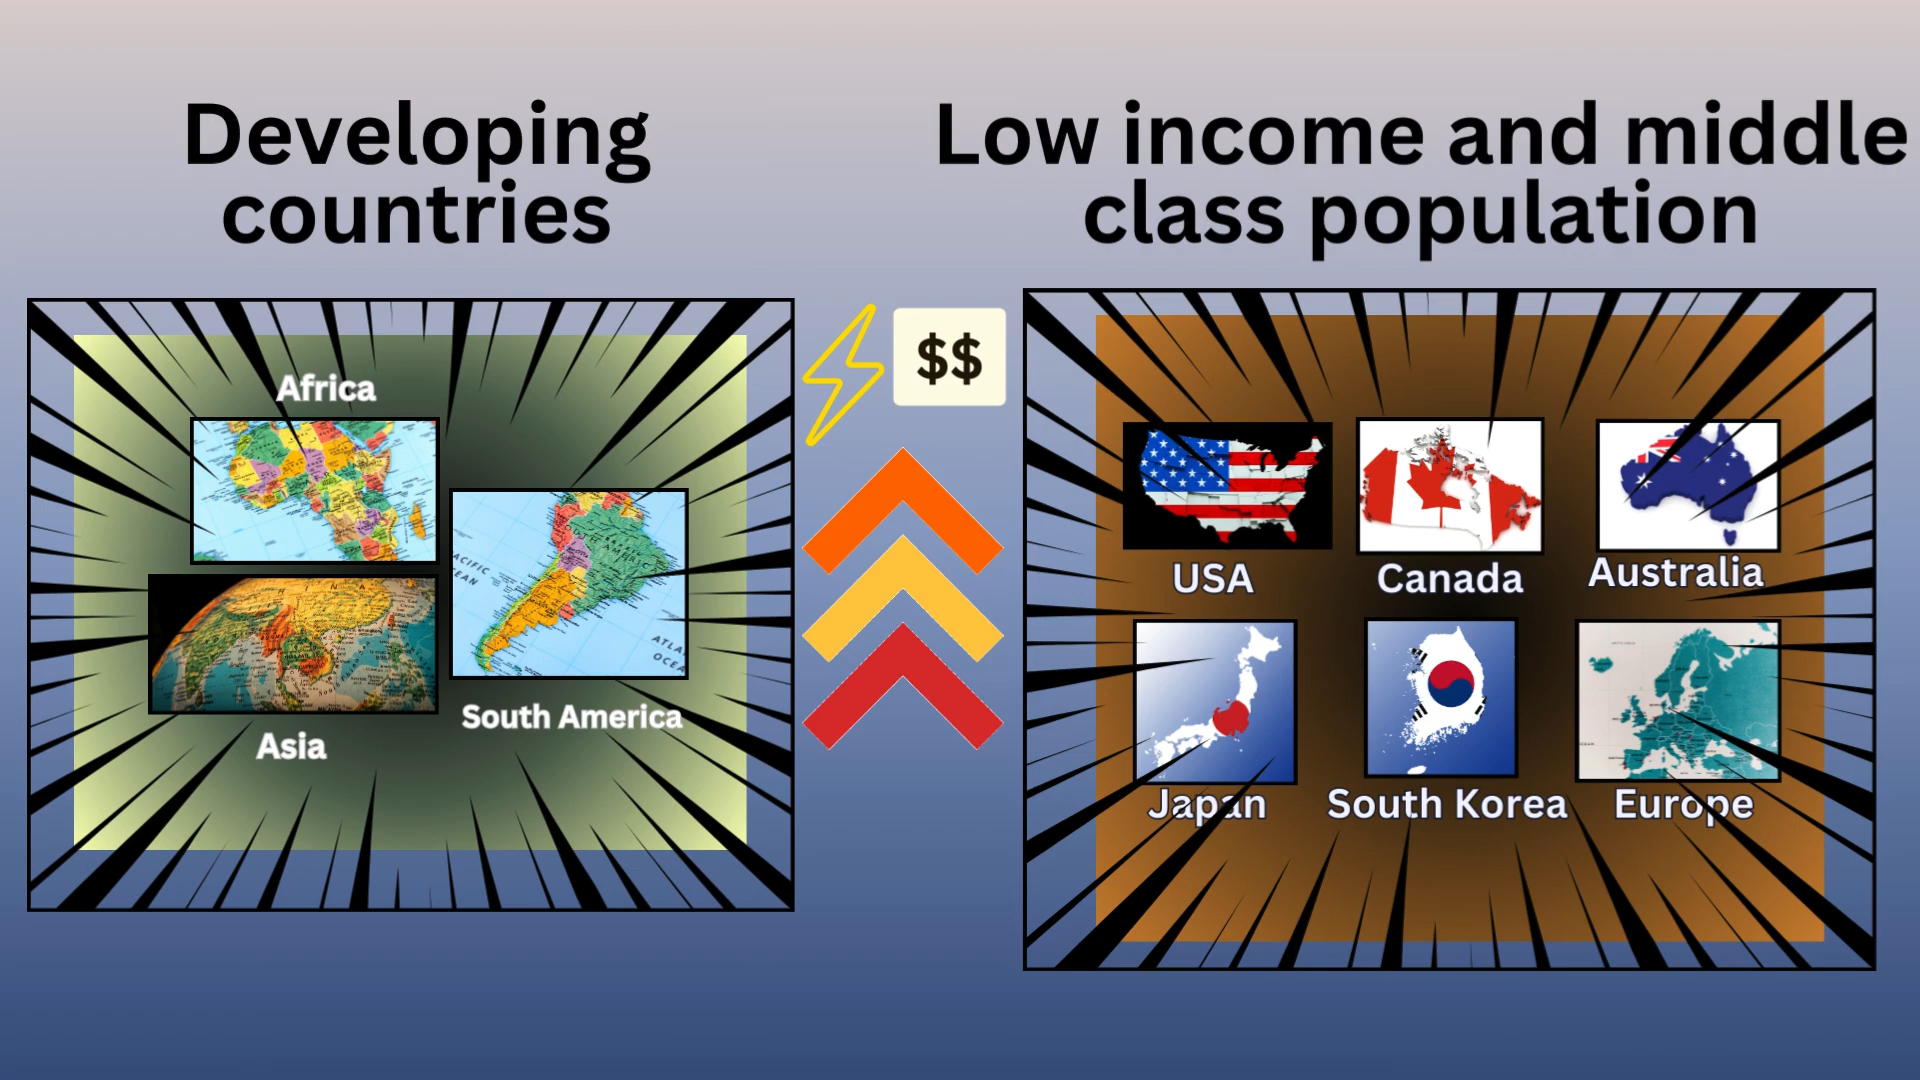 Developing
countries
Low income and middle
class population
Africa
$$
USA
Canada
Australia
PACIFIC
South America
Asia
Japan
South Korea
Europe